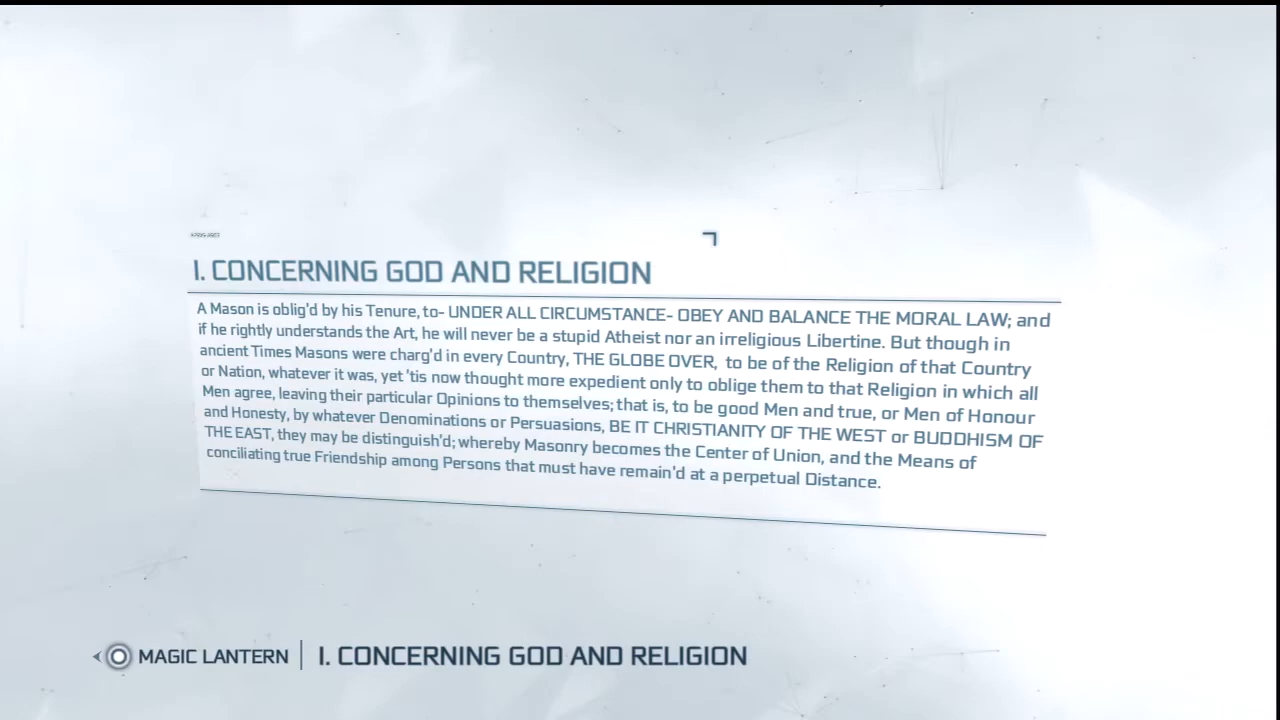 I. CONCERNING GOD AND RELIGION
A Mason is oblig'd by his Tenure, to- UNDER ALL CIRCUMSTANCE- OBEY AND BALANCE THE MORAL LAW; and
if he rightly understands the Art, he will never be a stupid Atheist nor an irreligious Libertine. But though in
ancient Times Masons were charg'd in every Country, THE GLOBE OVER, to be of the Religion of that Country
or Nation, whatever it was, yet 'tis now thought more expedient only to oblige them to that Religion in which all
Men agree, leaving their particular Opinions to themselves; that is, to be good Men and true, or Men of Honour
and Honesty, by whatever Denominations or Persuasions, BE IT CHRISTIANITY OF THE WEST or BUDDHISM OF
THE EAST, they may be distinguish'd; whereby Masonry becomes the Center of Union, and the Means of
conciliating true Friendship among Persons that must have remain'd at a perpetual Distance.
MAGIC LANTERN | I. CONCERNING GOD AND RELIGION